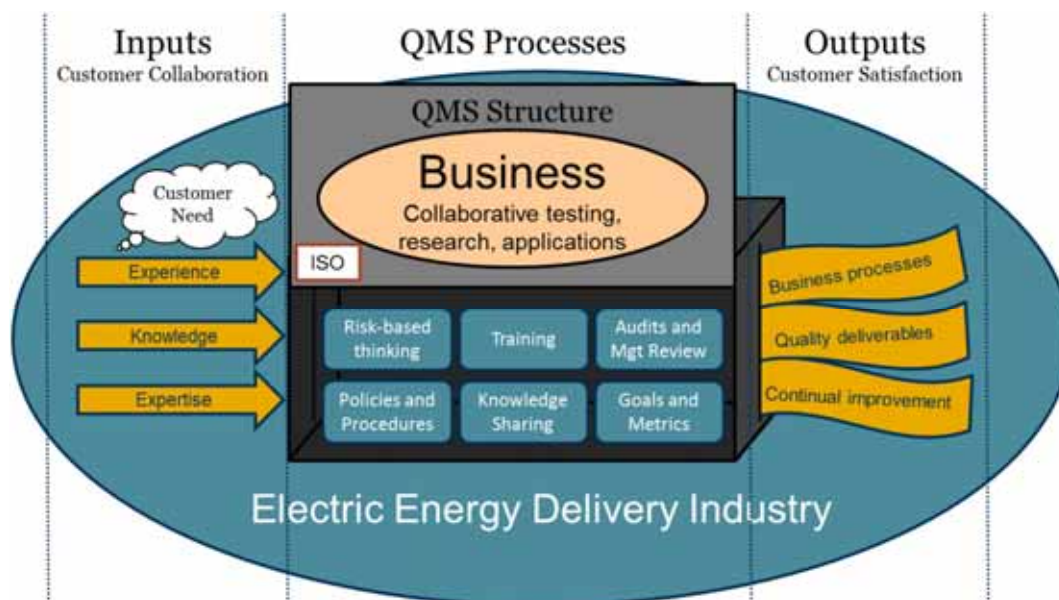 Inputs
Customer Collaboration
QMS Processes
Outputs
Customer Satisfaction
QMS Structure
Business
Collaborative testing,
research, applications
Customer
Need
ISO
Experience
Knowledge
Expertise
Risk-based
thinking
Training
Audits and
Mgt Review
Policies and
Procedures
Knowledge
Sharing
Goals and
Metrics
Business processes
Quality deliverables
Continual improvement
Electric Energy Delivery Industry